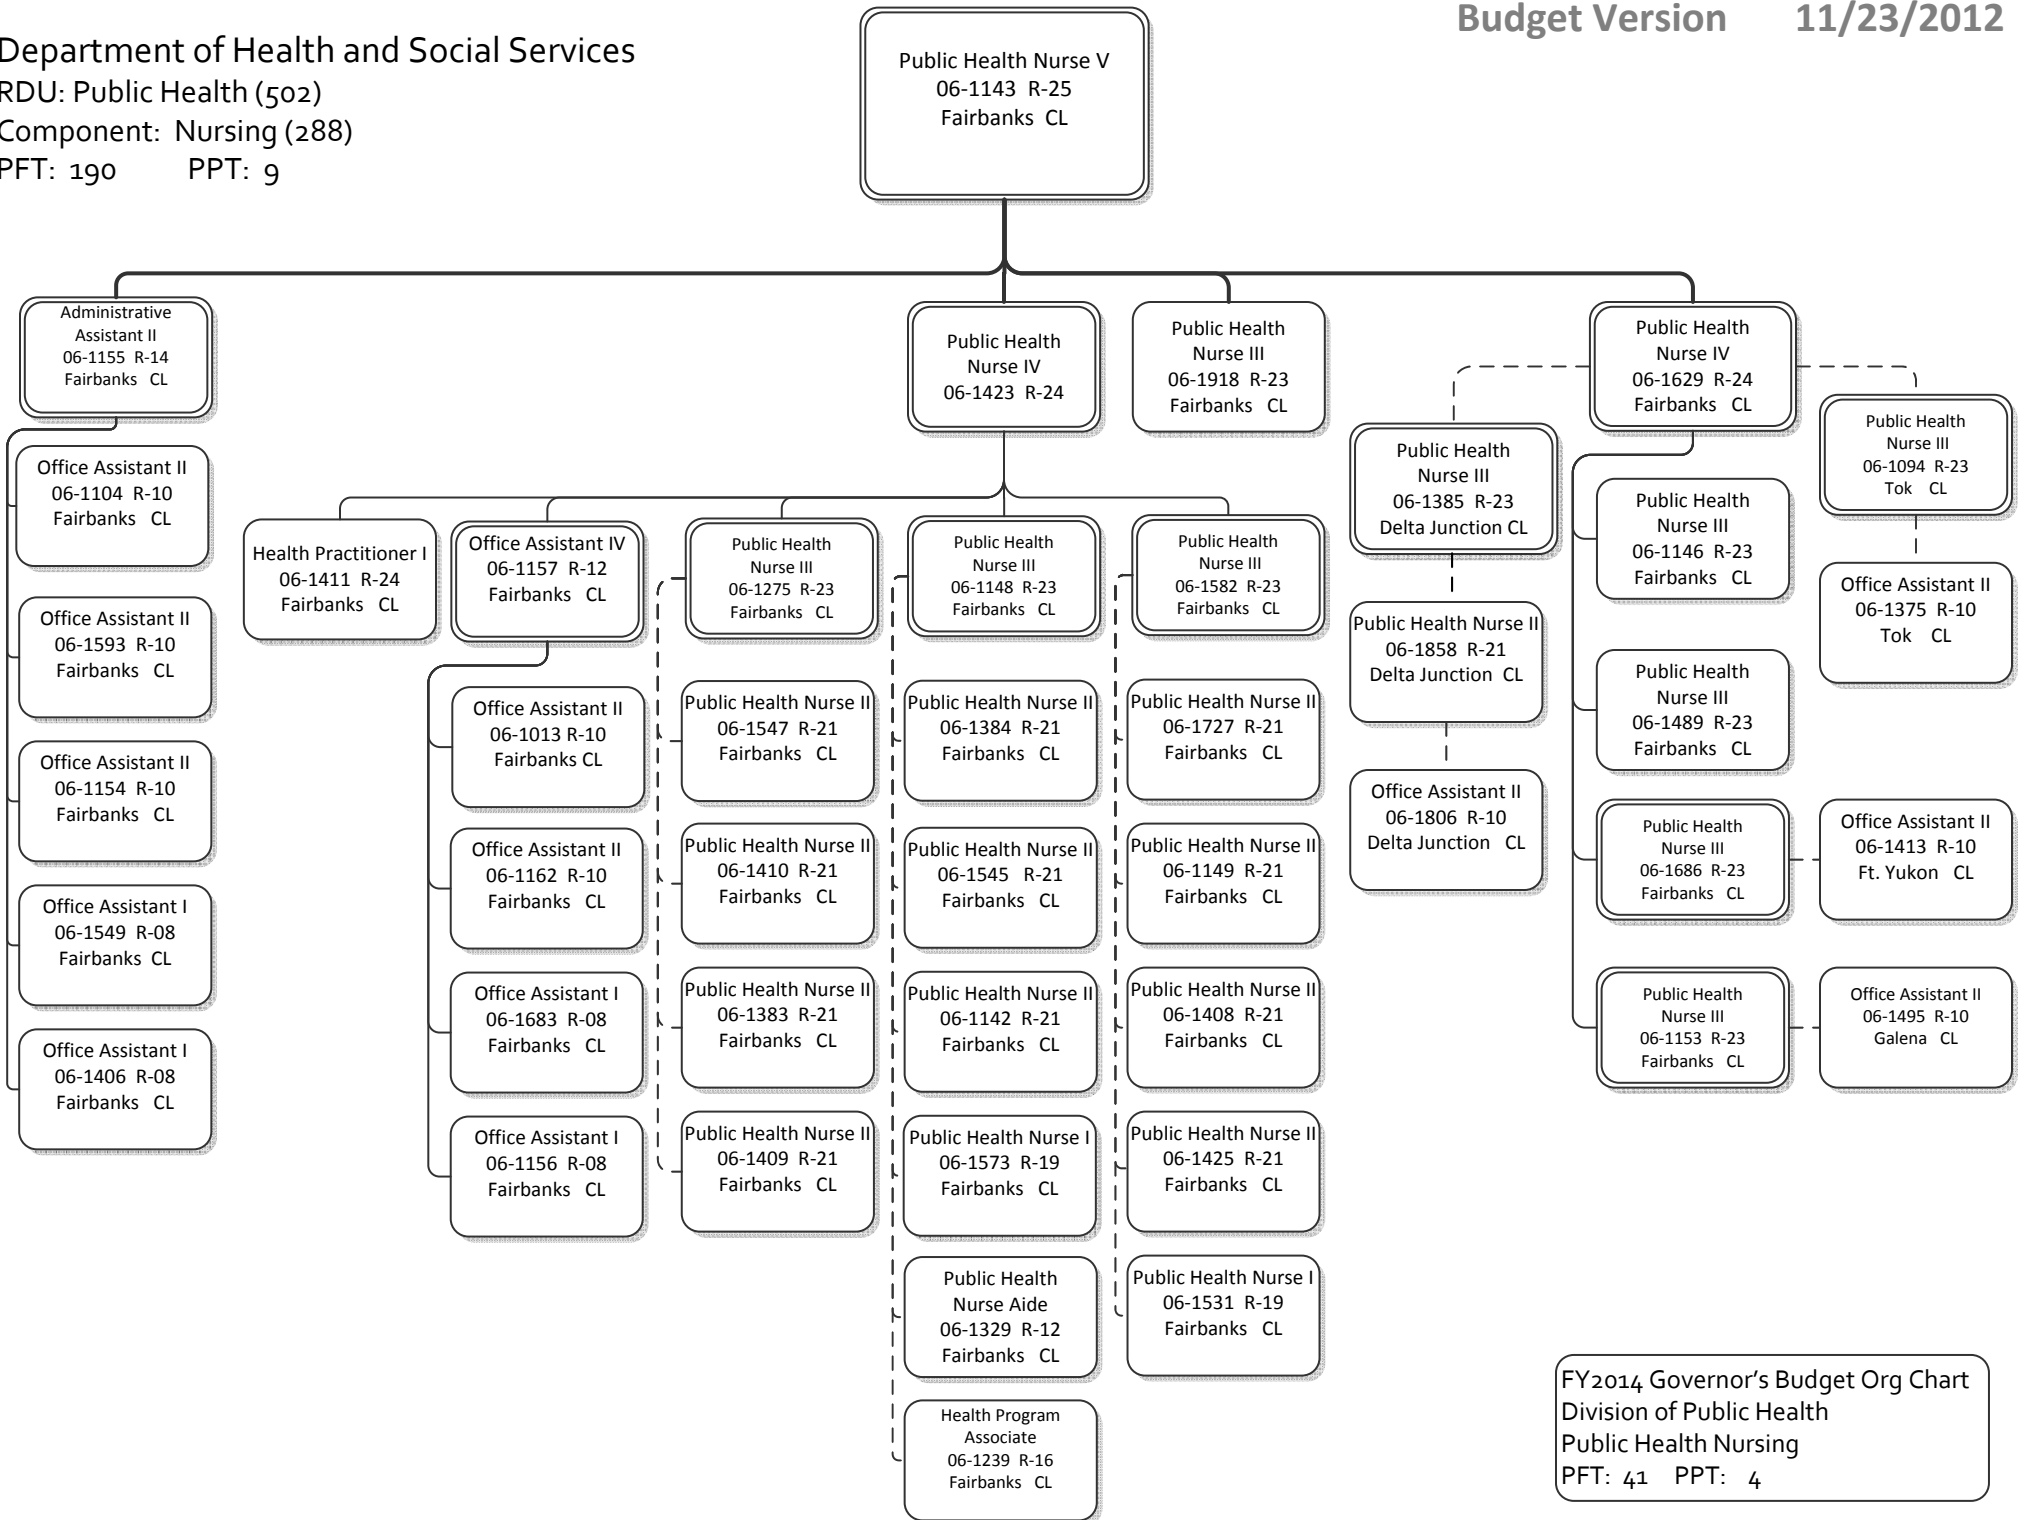 Budget Version 11/23/2012
Department of Health and Social Services
RDU: Public Health (502)
Component: Nursing (288)
PFT: 190 PPT: 9
Public Health Nurse V
06-1143 R-25
Fairbanks CL
Administrative
Assistant II
06-1155 R-14
Fairbanks CL
Public Health
Nurse IV
06-1423 R-24
Public Health
Nurse III
06-1918 R-23
Fairbanks CL
Public Health
Nurse IV
06-1629 R-24
Fairbanks CL
Office Assistant II
06-1104 R-10
Fairbanks CL
Office Assistant II
06-1593 R-10
Fairbanks CL
Office Assistant II
06-1154 R-10
Fairbanks CL
Office Assistant I
06-1549 R-08
Fairbanks CL
Office Assistant I
06-1406 R-08
Fairbanks CL
Health Practitioner I
06-1411 R-24
Fairbanks CL
Office Assistant IV
06-1157 R-12
Fairbanks CL
Office Assistant II
06-1013 R-10
Fairbanks CL
Office Assistant II
06-1162 R-10
Fairbanks CL
Office Assistant I
06-1683 R-08
Fairbanks CL
Office Assistant I
06-1156 R-08
Fairbanks CL
Public Health
Nurse III
06-1275 R-23
Fairbanks CL
Public Health Nurse II
06-1547 R-21
Fairbanks CL
Public Health Nurse II
06-1410 R-21
Fairbanks CL
Public Health Nurse II
06-1383 R-21
Fairbanks CL
Public Health Nurse II
06-1409 R-21
Fairbanks CL
Public Health
Nurse III
06-1148 R-23
Fairbanks CL
Public Health Nurse II
06-1384 R-21
Fairbanks CL
Public Health Nurse II
06-1545 R-21
Fairbanks CL
Public Health Nurse II
06-1142 R-21
Fairbanks CL
Public Health Nurse I
06-1573 R-19
Fairbanks CL
Public Health
Nurse Aide
06-1329 R-12
Fairbanks CL
Health Program
Associate
06-1239 R-16
Fairbanks CL
Public Health
Nurse III
06-1582 R-23
Fairbanks CL
Public Health Nurse II
06-1727 R-21
Fairbanks CL
Public Health Nurse II
06-1149 R-21
Fairbanks CL
Public Health Nurse II
06-1408 R-21
Fairbanks CL
Public Health Nurse II
06-1425 R-21
Fairbanks CL
Public Health Nurse I
06-1531 R-19
Fairbanks CL
Public Health
Nurse III
06-1385 R-23
Delta Junction CL
Public Health Nurse II
06-1858 R-21
Delta Junction CL
Office Assistant II
06-1806 R-10
Delta Junction CL
Public Health
Nurse III
06-1146 R-23
Fairbanks CL
Public Health
Nurse III
06-1489 R-23
Fairbanks CL
Public Health
Nurse III
06-1686 R-23
Fairbanks CL
Public Health
Nurse III
06-1153 R-23
Fairbanks CL
Public Health
Nurse III
06-1094 R-23
Tok CL
Office Assistant II
06-1375 R-10
Tok CL
Office Assistant II
06-1413 R-10
Ft. Yukon CL
Office Assistant II
06-1495 R-10
Galena CL
FY2014 Governor’s Budget Org Chart
Division of Public Health
Public Health Nursing
PFT: 41 PPT: 4